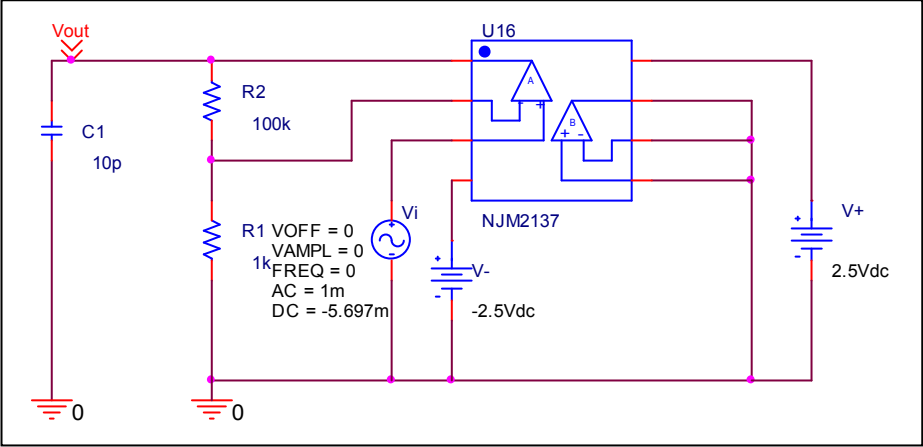 Vout
U16
A
B
R2
100k
C1
10p
NJM2137
R1
1k
VOFF = 0
VAMPL = 0
FREQ = 0
AC = 1m
DC = -5.697m
Vi
V-
-2.5Vdc
V+
2.5Vdc
0
0